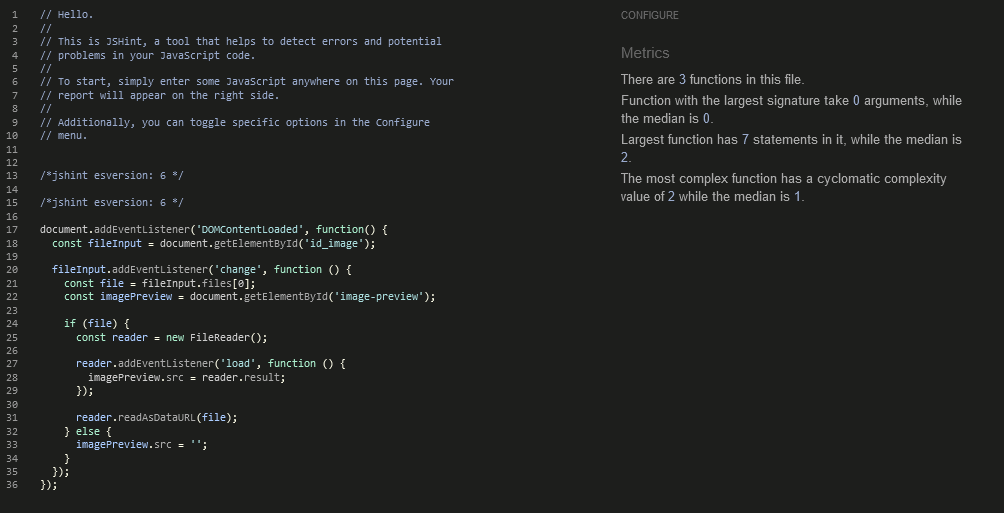 1 // Hello.
2 //
3 // This is JSHint, a tool that helps to detect errors and potential
4 // problems in your JavaScript code.
5 //
6 // To start, simply enter some JavaScript anywhere on this page. Your
7 // report will appear on the right side.
8 //
9 // Additionally, you can toggle specific options in the Configure
10 // menu.
11
12
13 /*jshint esversion: 6 */
14
15 /*jshint esversion: 6 */
16
17 document.addEventListener('DOMContentLoaded', function() {
18   const fileInput = document.getElementById('id_image');
19
20   fileInput.addEventListener('change', function () {
21     const file = fileInput.files[0];
22     const imagePreview = document.getElementById('image-preview');
23
24     if (file) {
25       const reader = new FileReader();
26
27       reader.addEventListener('load', function () {
28         imagePreview.src = reader.result;
29       });
30
31       reader.readAsDataURL(file);
32     } else {
33       imagePreview.src = '';
34     }
35   });
36 });
CONFIGURE
Metrics
There are 3 functions in this file.
Function with the largest signature take 0 arguments, while
the median is 0.
Largest function has 7 statements in it, while the median is
2.
The most complex function has a cyclomatic complexity
value of 2 while the median is 1.